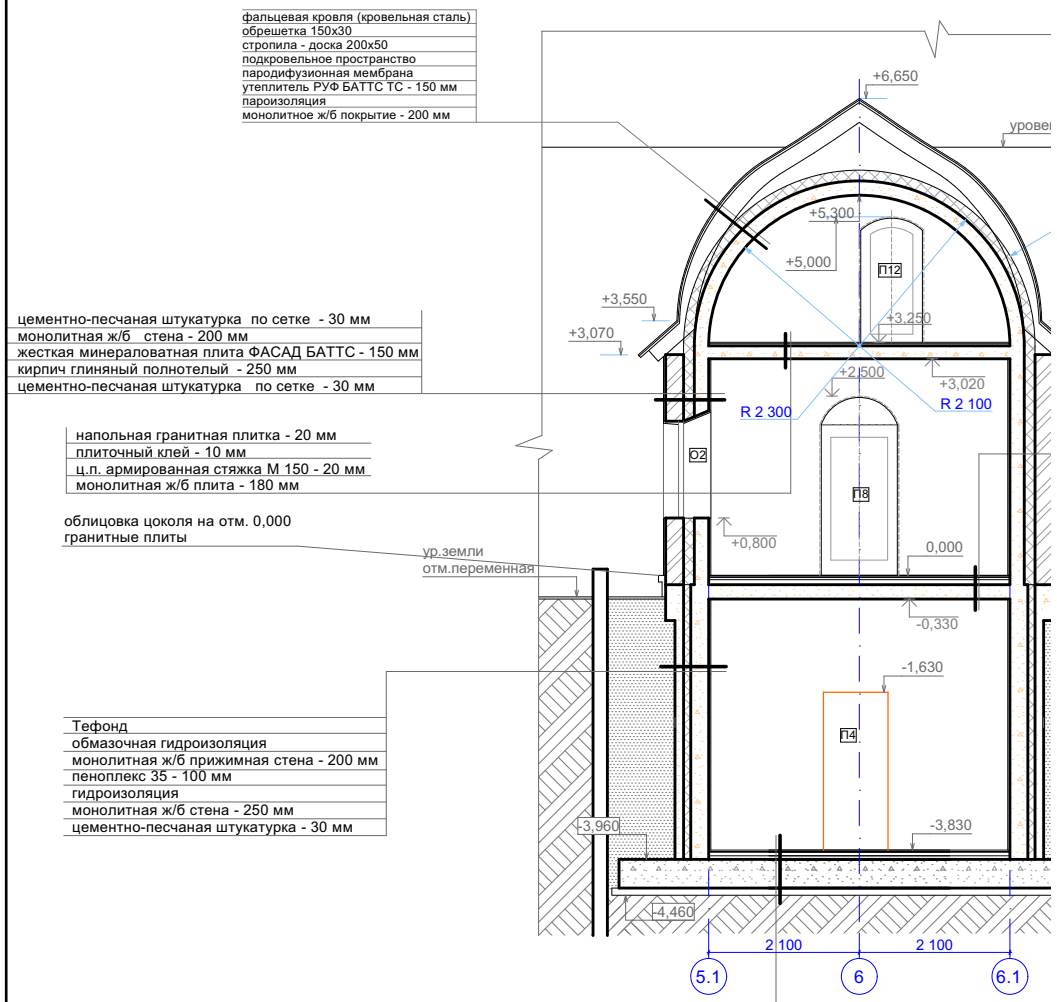 фальцевая кровля (кровельная сталь)
обрешетка 150х30
стропила - доска 200х50
подкровельное пространство
пародифузионная мембрана
утеплитель РУФ БАТТС ТС - 150 мм
пароизоляция
монолитное ж/б покрытие - 200 мм
+6,650
уровен
+5,300
+5,000
П12
+3,550
+3,250
+3,070
+3,020
+2,500
R 2 300
R 2 100
цементно-песчаная штукатурка по сетке - 30 мм
монолитная ж/б стена - 200 мм
жесткая минераловатная плита ФАСАД БАТТС - 150 мм
кирпич глиняный полнотелый - 250 мм
цементно-песчаная штукатурка по сетке - 30 мм
напольная гранитная плитка - 20 мм
плиточный клей - 10 мм
ц.п. армированная стяжка М 150 - 20 мм
монолитная ж/б плита - 180 мм
О2
П8
облицовка цоколя на отм. 0,000
гранитные плиты
+0,800
ур.земли
отм.переменная
0,000
-0,330
-1,630
П4
Тефонд
обмазочная гидроизоляция
монолитная ж/б прижимная стена - 200 мм
пеноплекс 35 - 100 мм
гидроизоляция
монолитная ж/б стена - 250 мм
цементно-песчаная штукатурка - 30 мм
-3,960
-3,830
-4,460
2 100
2 100
5.1
6
6.1